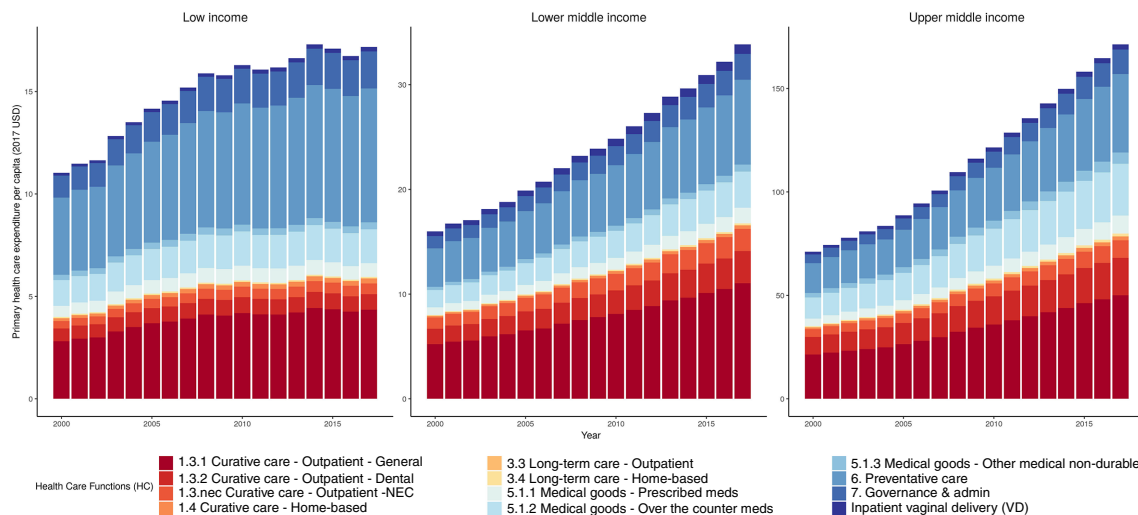 Low income
Lower middle income
Upper middle income
Primary health care expenditure per capita (2017 USD)
15
10
5
0
30
20
10
0
150
100
50
0
2000 2005 2010 2015
2000 2005 2010 2015
2000 2005 2010 2015
Year
Health Care Functions (HC)
1.3.1 Curative care - Outpatient - General
1.3.2 Curative care - Outpatient - Dental
1.3.nec Curative care - Outpatient -NEC
1.4 Curative care - Home-based
3.3 Long-term care - Outpatient
3.4 Long-term care - Home-based
5.1.1 Medical goods - Prescribed meds
5.1.2 Medical goods - Over the counter meds
5.1.3 Medical goods - Other medical non-durable
6. Preventative care
7. Governance & admin
Inpatient vaginal delivery (VD)